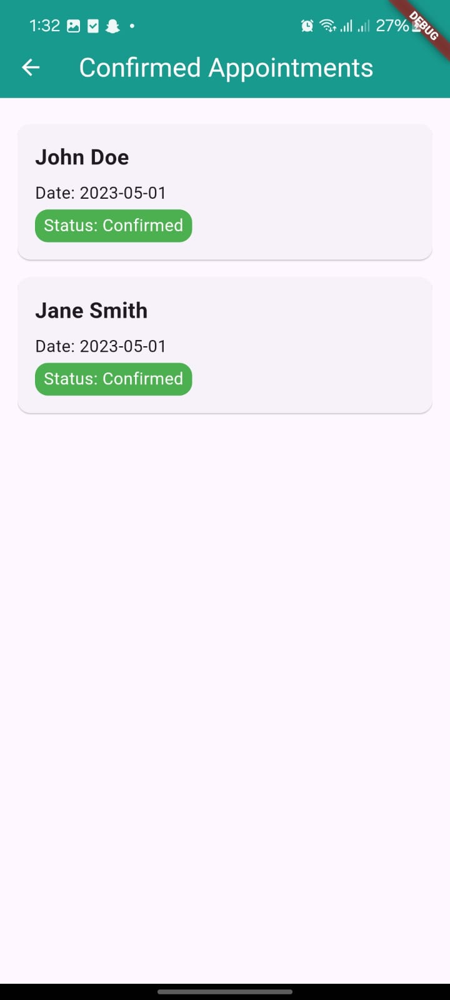 1:32 27%
DEBUG
Confirmed Appointments
John Doe
Date: 2023-05-01
Status: Confirmed
Jane Smith
Date: 2023-05-01
Status: Confirmed